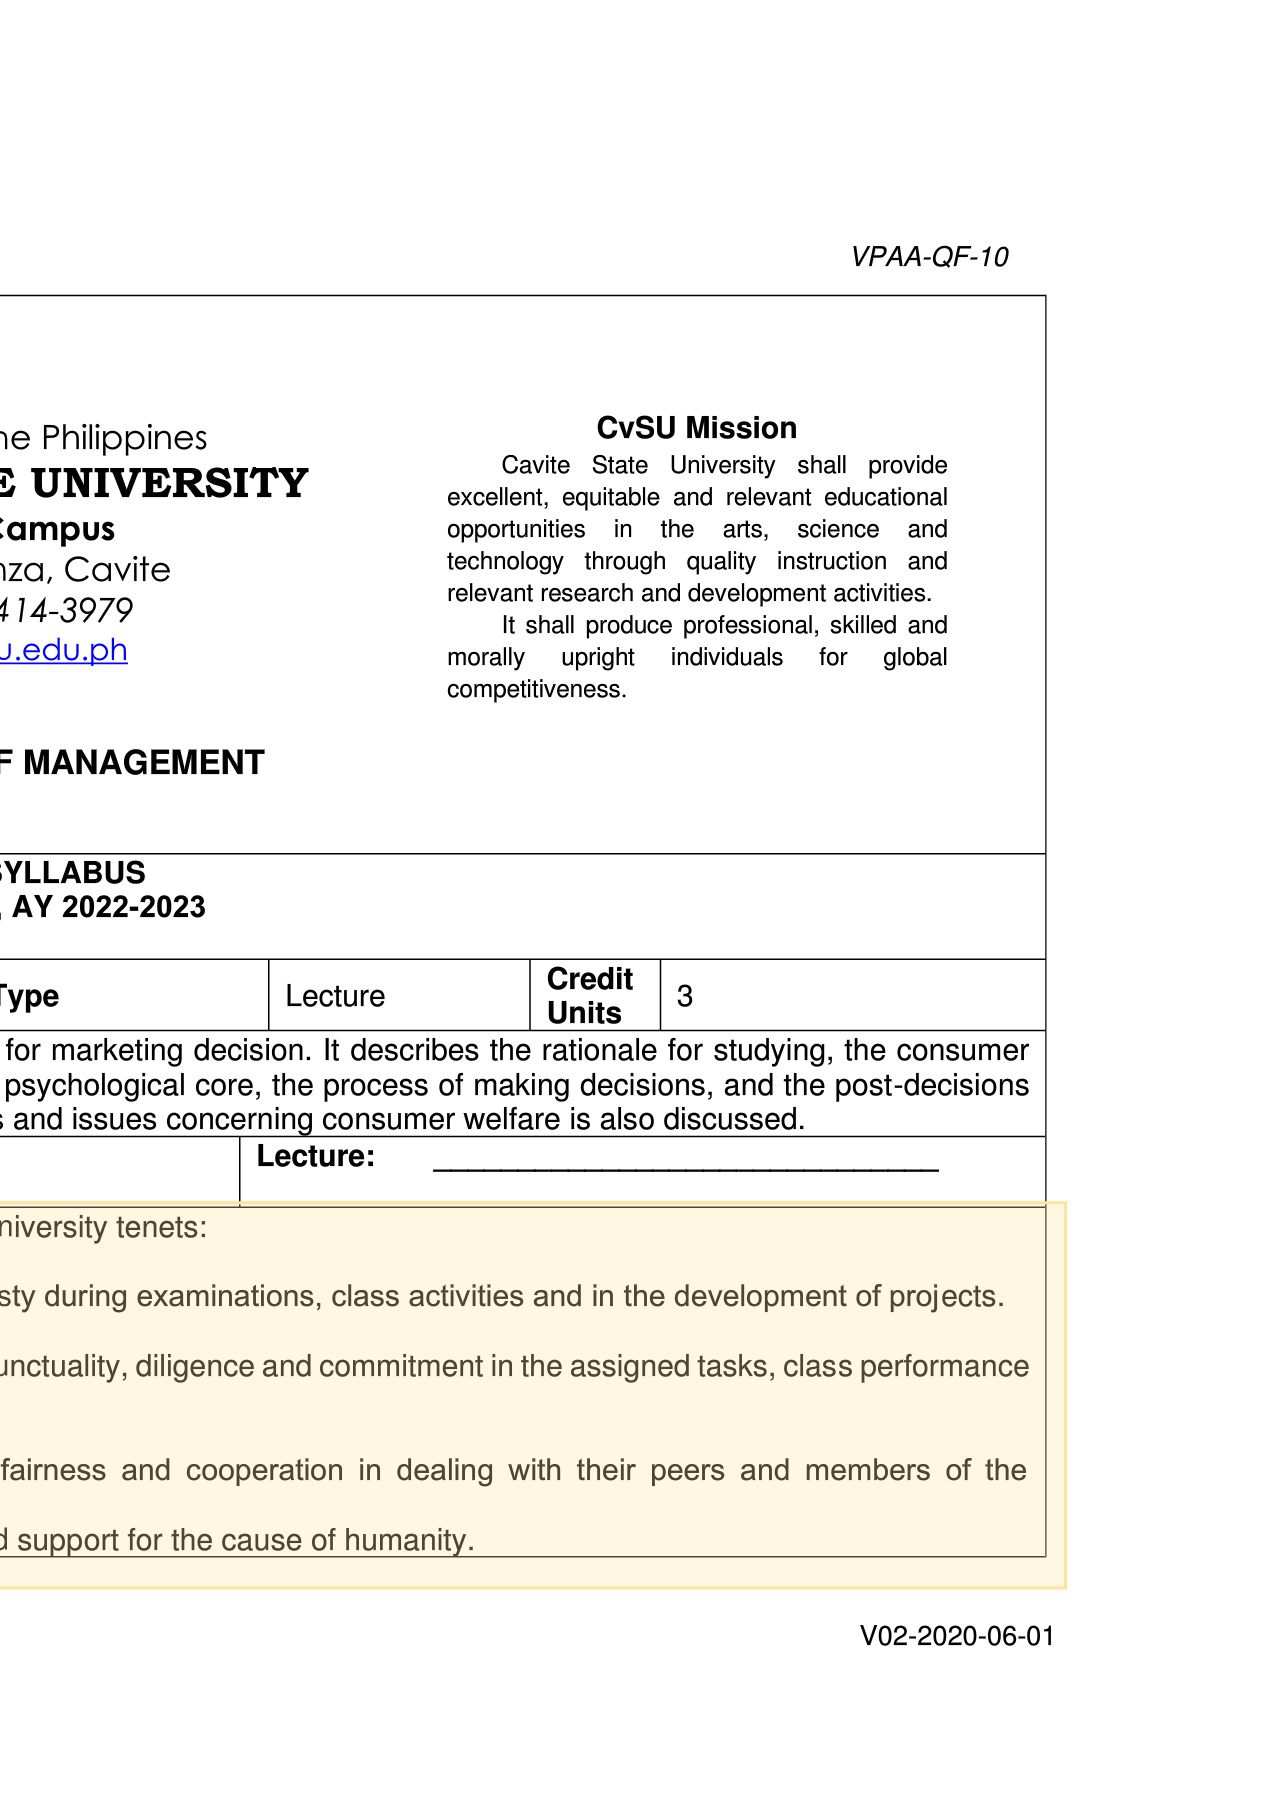 VPAA-QF-10
ne Philippines
E UNIVERSITY
Campus
nza, Cavite
414-3979
u.edu.ph
F MANAGEMENT
CvSU Mission
Cavite State University shall provide
excellent, equitable and relevant educational
opportunities in the arts, science and
technology through quality instruction and
relevant research and development activities.
It shall produce professional, skilled and
morally upright individuals for global
competitiveness.
SYLLABUS
, AY 2022-2023
Type Lecture Credit Units 3
for marketing decision. It describes the rationale for studying, the consumer
psychological core, the process of making decisions, and the post-decisions
s and issues concerning consumer welfare is also discussed.
Lecture: ______________________________
niversity tenets:
sty during examinations, class activities and in the development of projects.
unctuality, diligence and commitment in the assigned tasks, class performance
fairness and cooperation in dealing with their peers and members of the
d support for the cause of humanity.
V02-2020-06-01